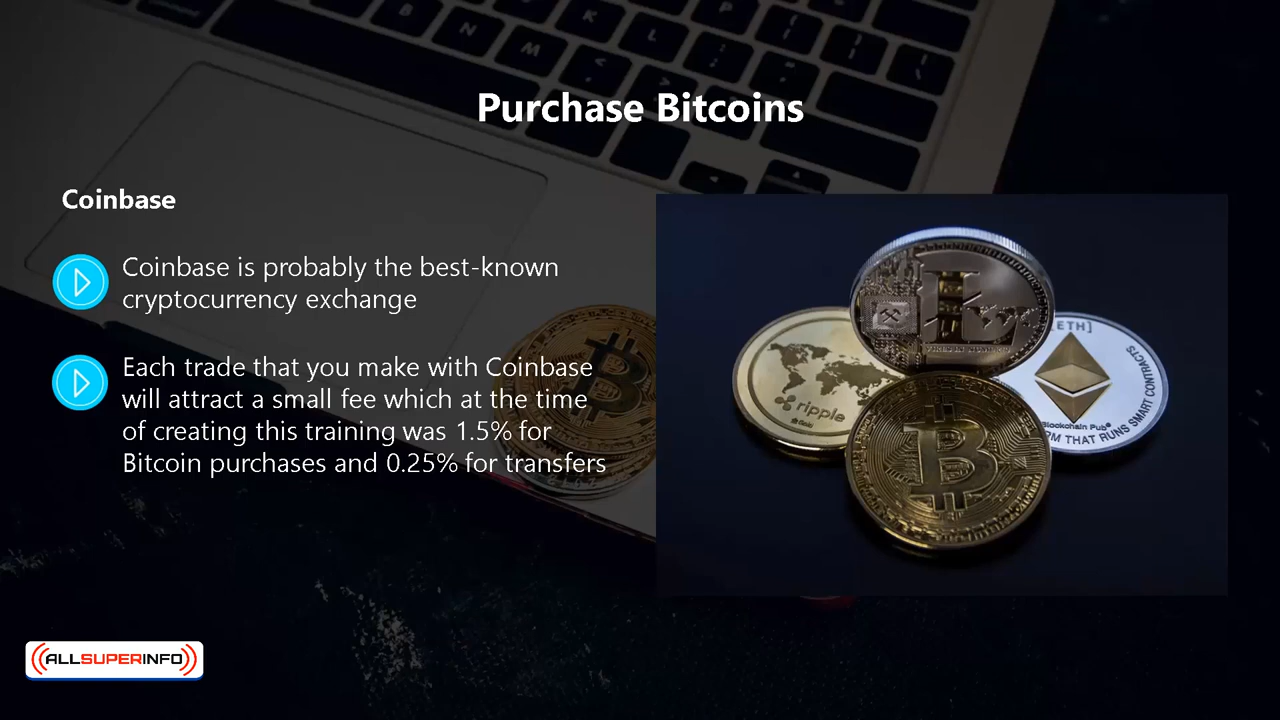 Purchase Bitcoins
Coinbase
Coinbase is probably the best-known
cryptocurrency exchange
Each trade that you make with Coinbase
will attract a small fee which at the time
of creating this training was 1.5% for
Bitcoin purchases and 0.25% for transfers
[ETH]
ripple
Blockchain Pub
RM THAT RUNS SMART CONTRACTS
((ALLSUPERINFO))
B
N
M
K
L
P